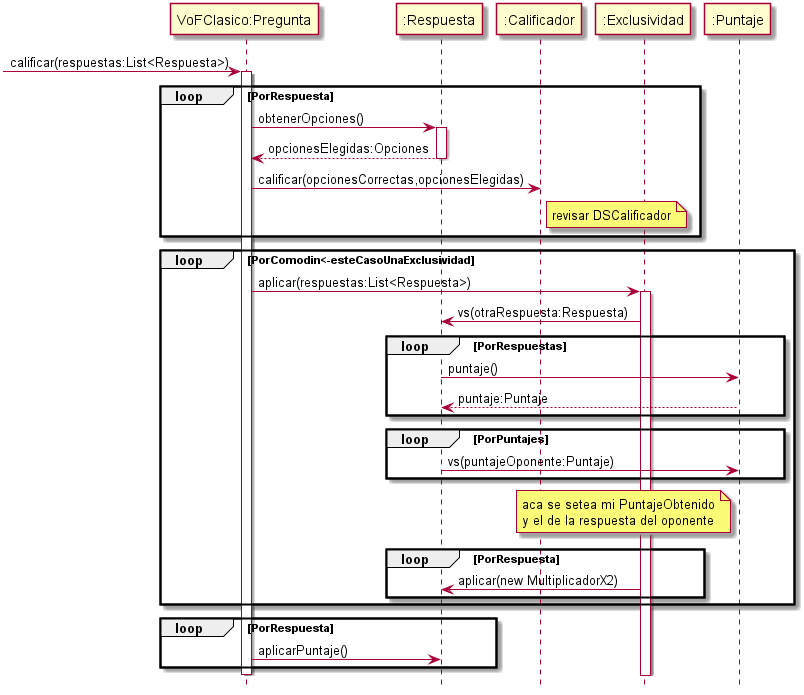 VoFClasico:Pregunta
:Respuesta
:Calificador
:Exclusividad
:Puntaje
calificar(respuestas:List<Respuesta>)
loop
[PorRespuesta]
obtenerOpciones()
opcionesElegidas:Opciones
calificar(opcionesCorrectas,opcionesElegidas)
revisar DSCalificador
loop
[PorComodin<-esteCasoUnaExclusividad]
aplicar(respuestas:List<Respuesta>)
vs(otraRespuesta:Respuesta)
loop
[PorRespuestas]
puntaje()
puntaje:Puntaje
loop
[PorPuntajes]
vs(puntajeOponente:Puntaje)
aca se setea mi PuntajeObtenido
y el de la respuesta del oponente
loop
[PorRespuesta]
aplicar(new MultiplicadorX2)
loop
[PorRespuesta]
aplicarPuntaje()